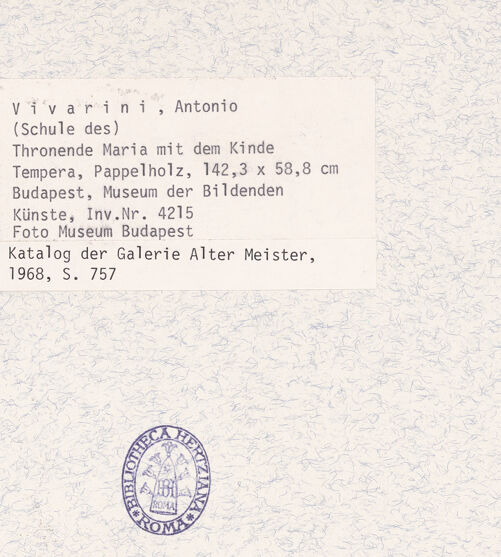 V i v a r i n i , Antonio
(Schule des)
Thronende Maria mit dem Kinde
Tempera, Pappelholz, 142,3 x 58,8 cm
Budapest, Museum der Bildenden
Künste, Inv.Nr. 4215
Foto Museum Budapest
Katalog der Galerie Alter Meister,
1968, S. 757
BIBLIOTHECA HERTZIANA
ROMA
ROMA